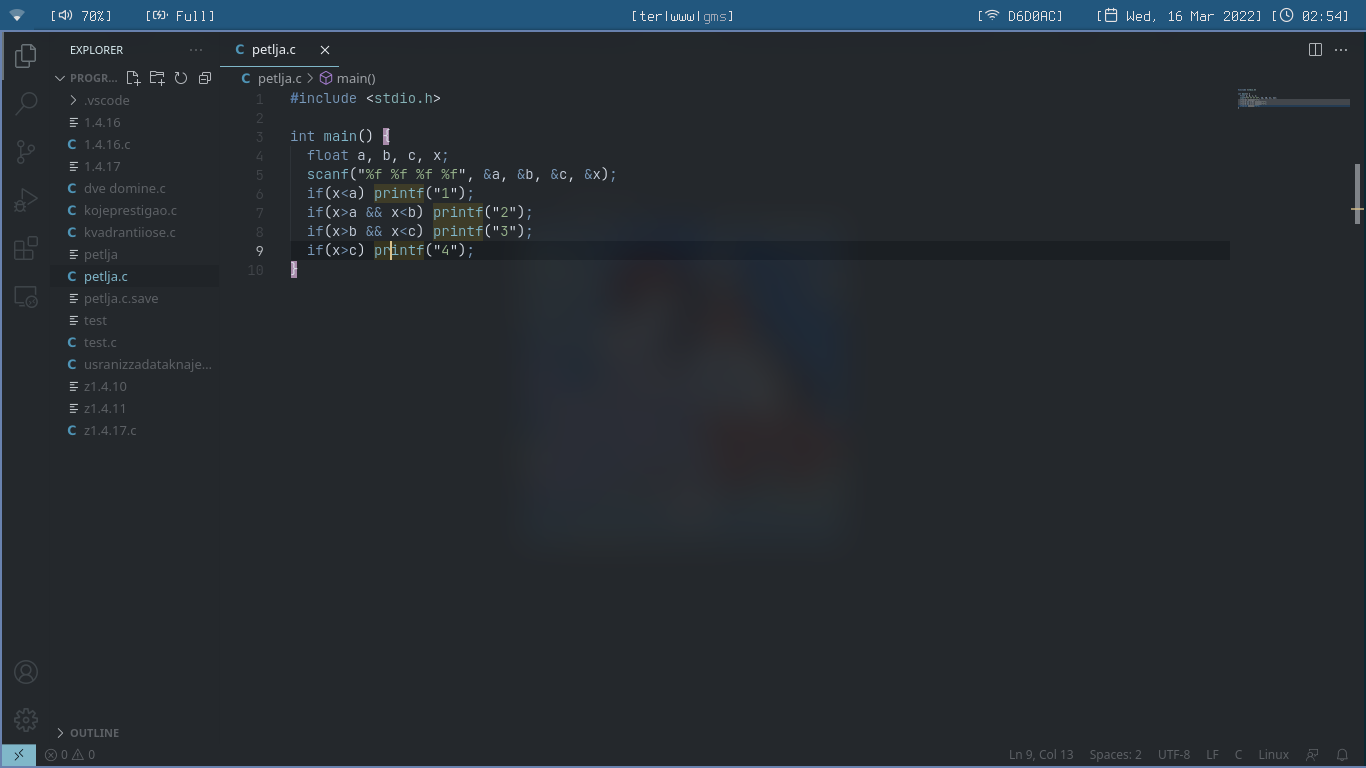 [ 70%] [ Full] [ter|www|gms] [ D6D0AC] [ Wed, 16 Mar 2022] [ 02:54]
EXPLORER ···
PROGR...
.vscode
1.4.16
1.4.16.c
1.4.17
dve domine.c
kojeprestigao.c
kvadrantiiose.c
petlja
petlja.c
petlja.c.save
test
test.c
usranizzadataknaje...
z1.4.10
z1.4.11
z1.4.17.c
OUTLINE
petlja.c
petlja.c > main()
1 #include <stdio.h>
2
3 int main() {
4 float a, b, c, x;
5 scanf("%f %f %f %f", &a, &b, &c, &x);
6 if(x<a) printf("1");
7 if(x>a && x<b) printf("2");
8 if(x>b && x<c) printf("3");
9 if(x>c) printf("4");
10 }
0 0 Ln 9, Col 13 Spaces: 2 UTF-8 LF C Linux